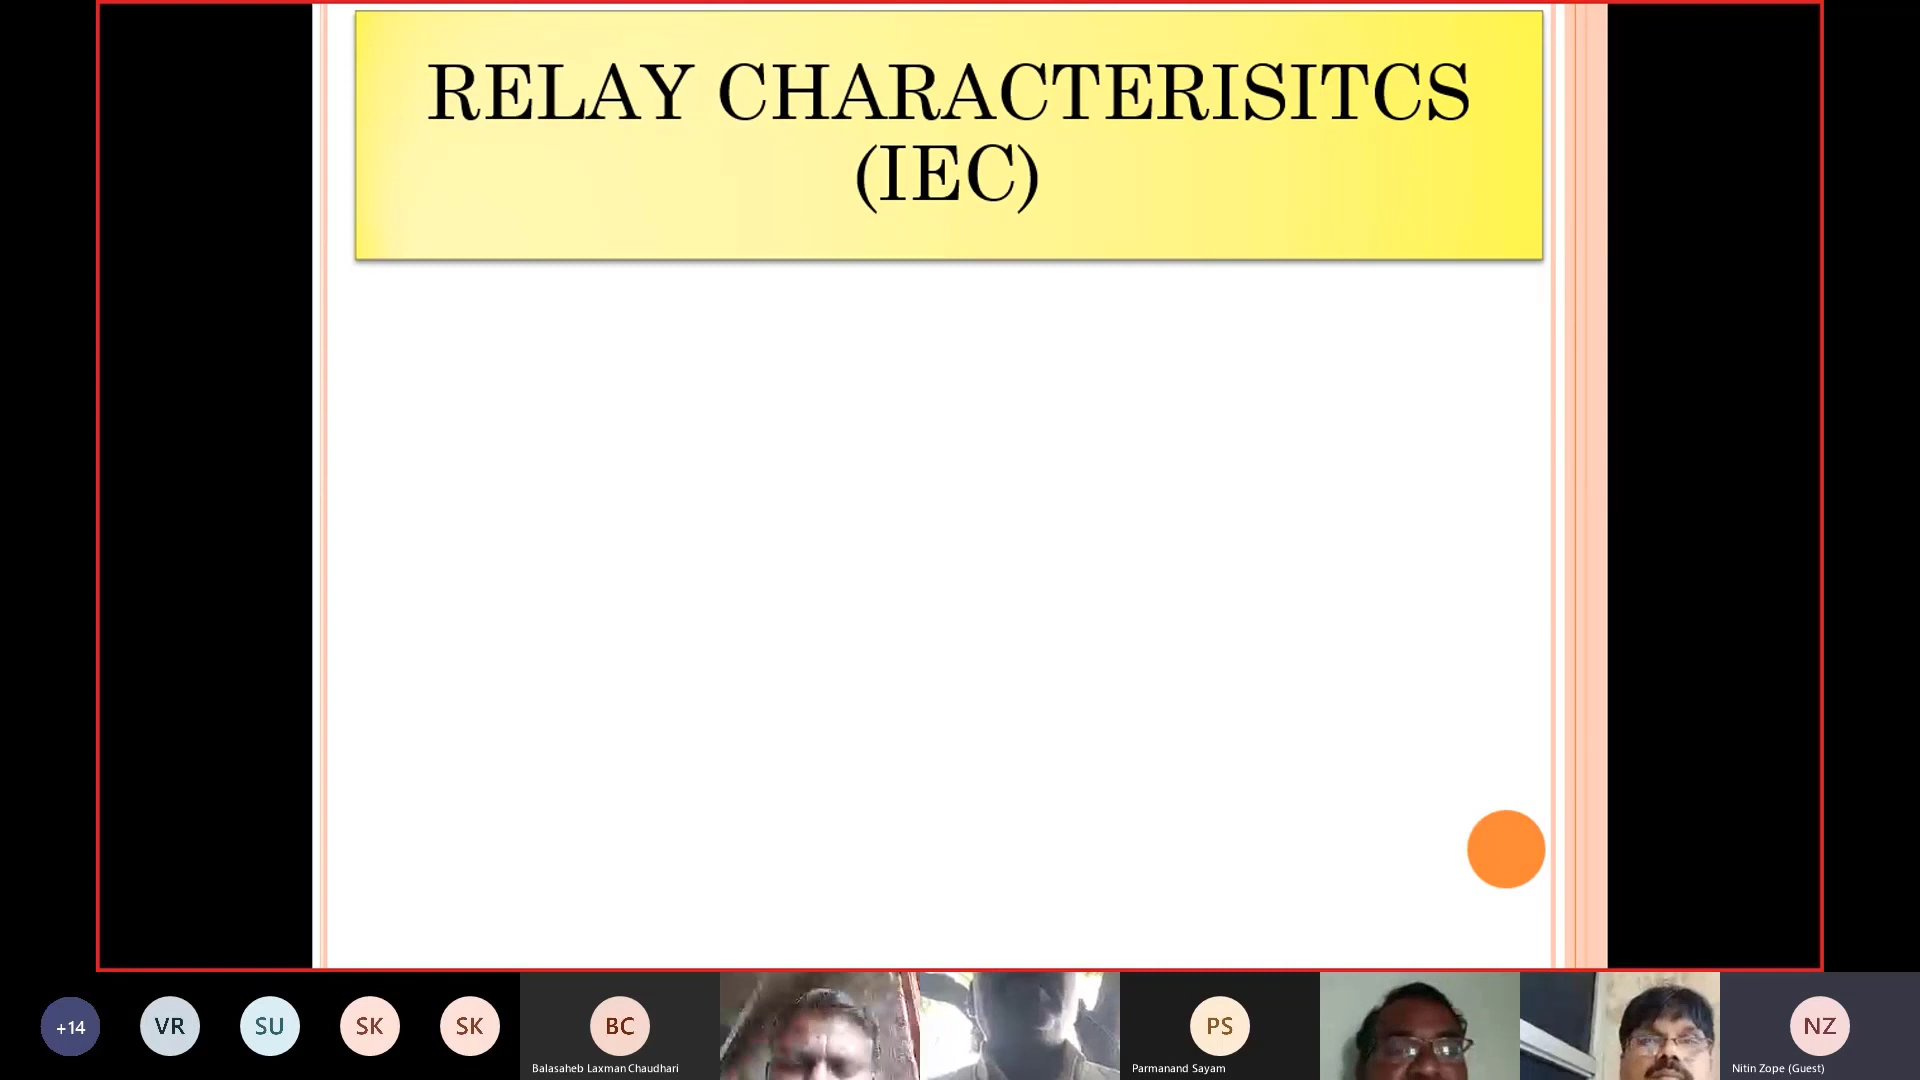 RELAY CHARACTERISITCS
(IEC)
+14
VR
SU
SK
SK
BC
Balasaheb Laxman Chaudhari
PS
Parmanand Sayam
NZ
Nitin Zope (Guest)